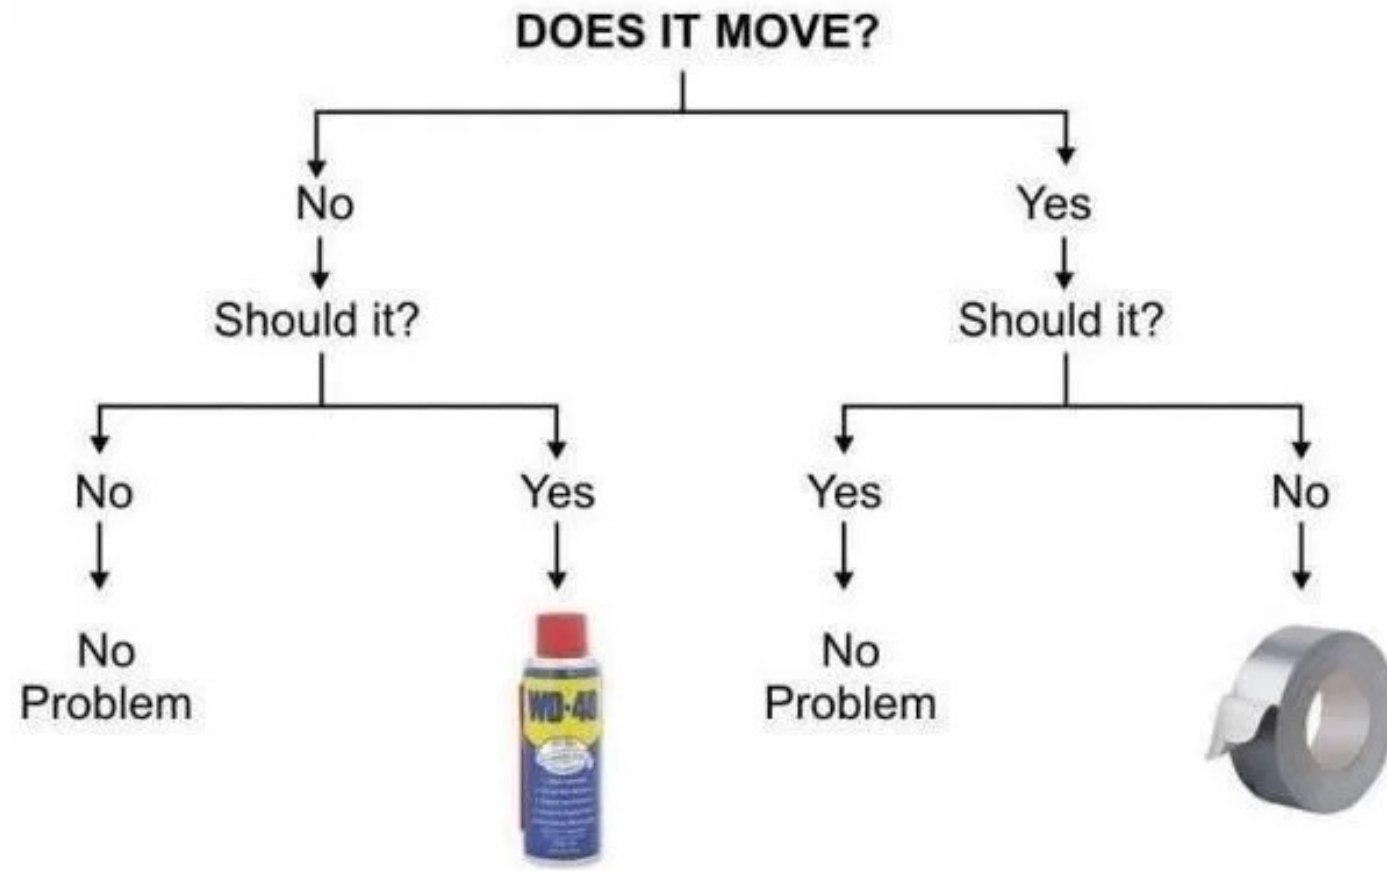 DOES IT MOVE?
No
Yes
Should it?
Should it?
No
Yes
Yes
No
No
Problem
WD-40
No
Problem